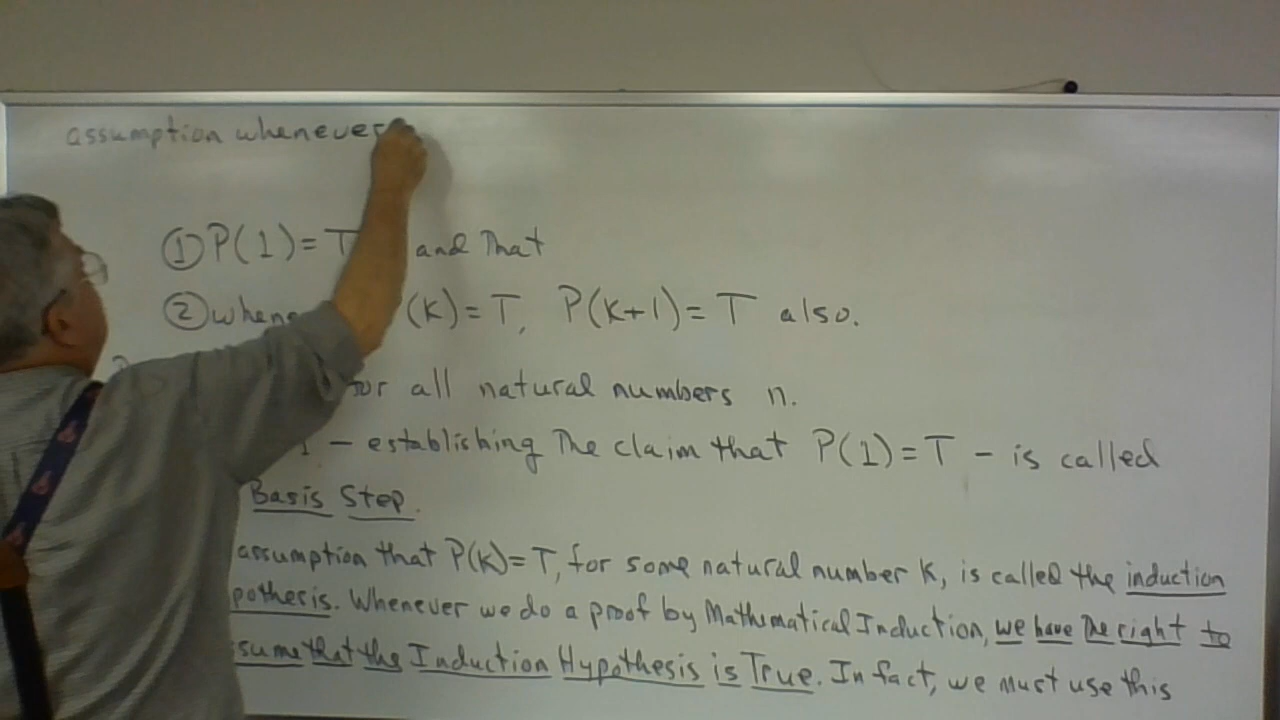 assumption whenever
① P(1) = T and That
② when (K) = T, P(K+1) = T also.
for all natural numbers n.
1 – establishing The claim that P(1) = T – is called
Basis Step.
assumption that P(K) = T, for some natural number K, is called the induction
pothesis. Whenever we do a proof by Mathematical Induction, we have The right to
sume that the Induction Hypothesis is True. In fact, we must use this